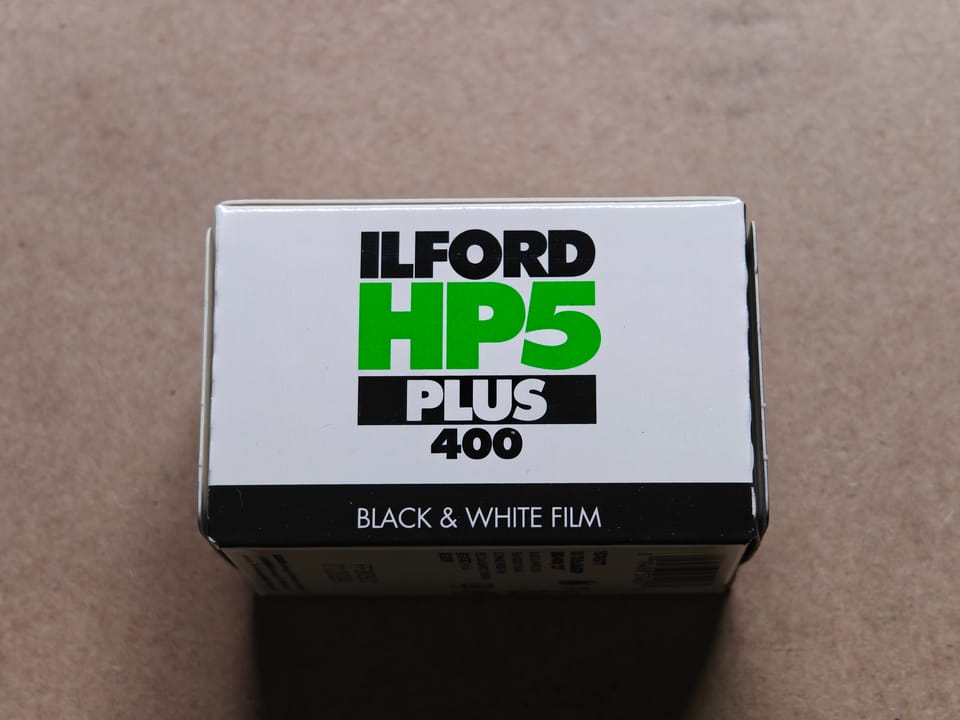 ILFORD
HP5
PLUS
400
BLACK & WHITE FILM